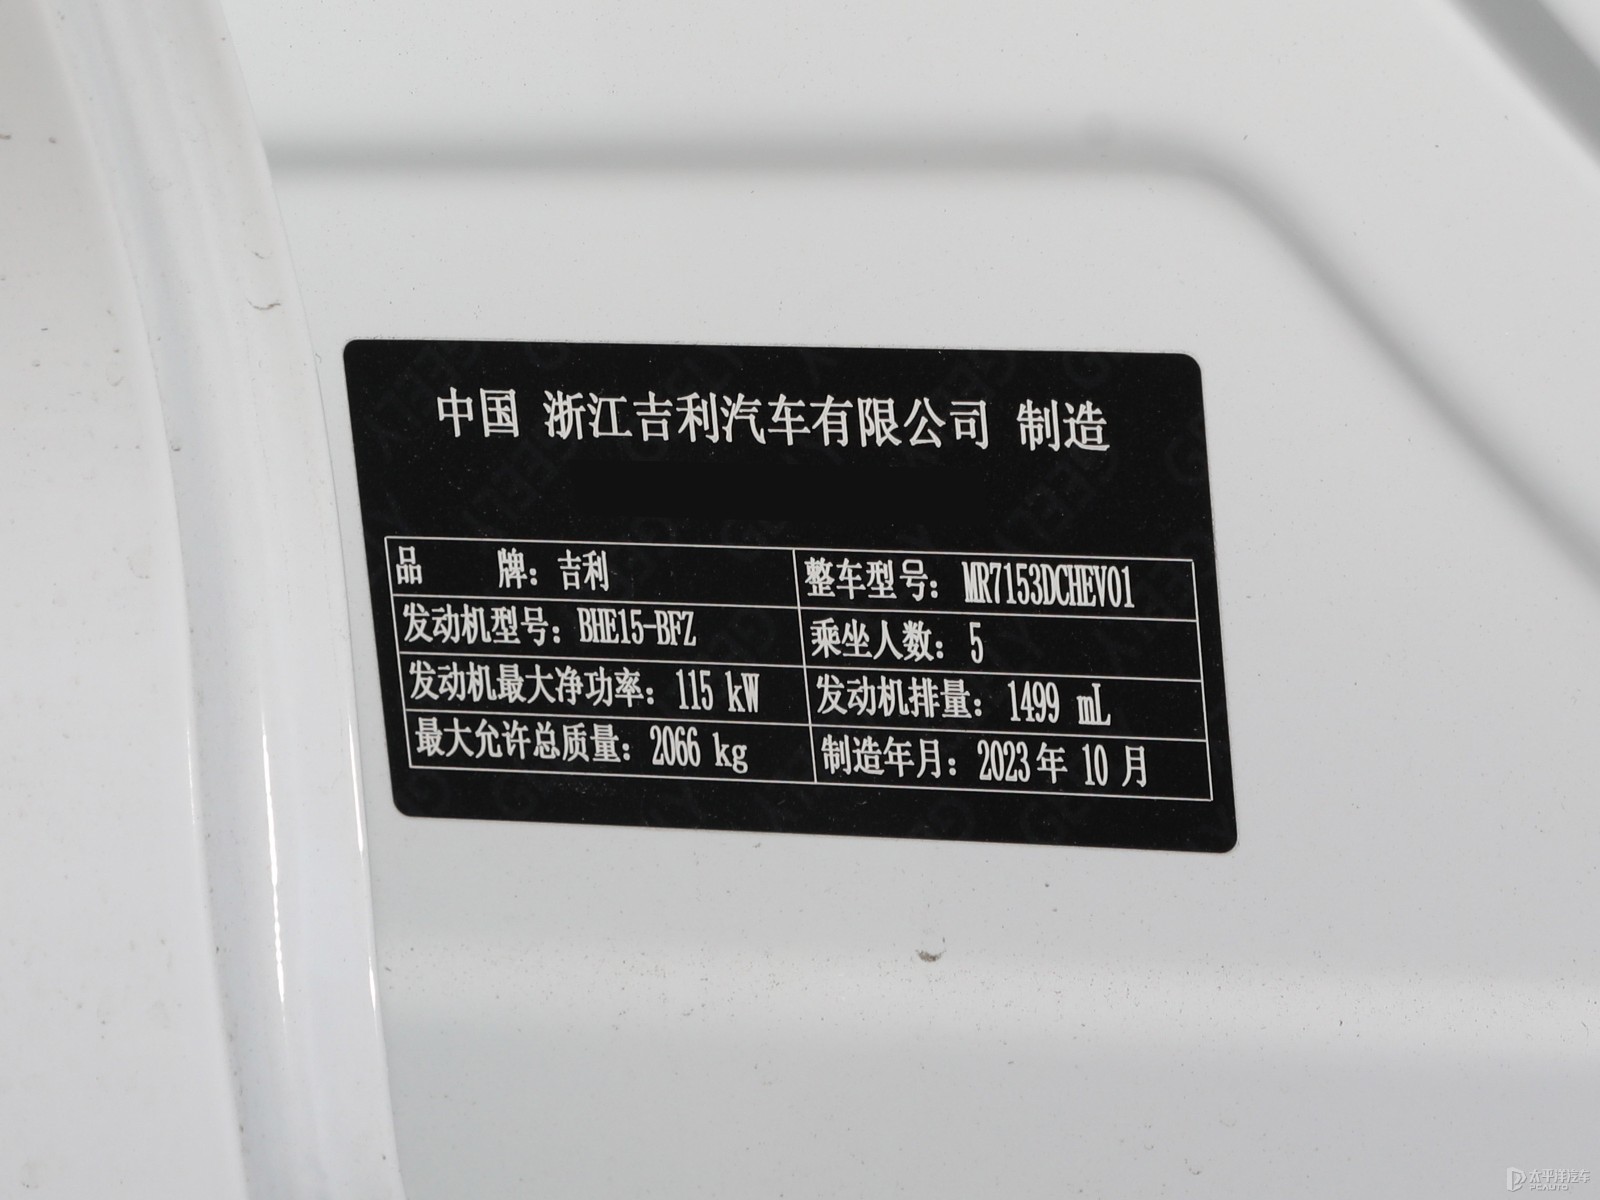 中国 浙江吉利汽车有限公司 制造
品 牌：吉利 整车型号：MR7153DCHEV01
发动机型号：BHE15-BFZ 乘坐人数：5
发动机最大净功率：115 kW 发动机排量：1499 mL
最大允许总质量：2066 kg 制造年月：2023年 10 月
太平洋汽车
PCAUTO